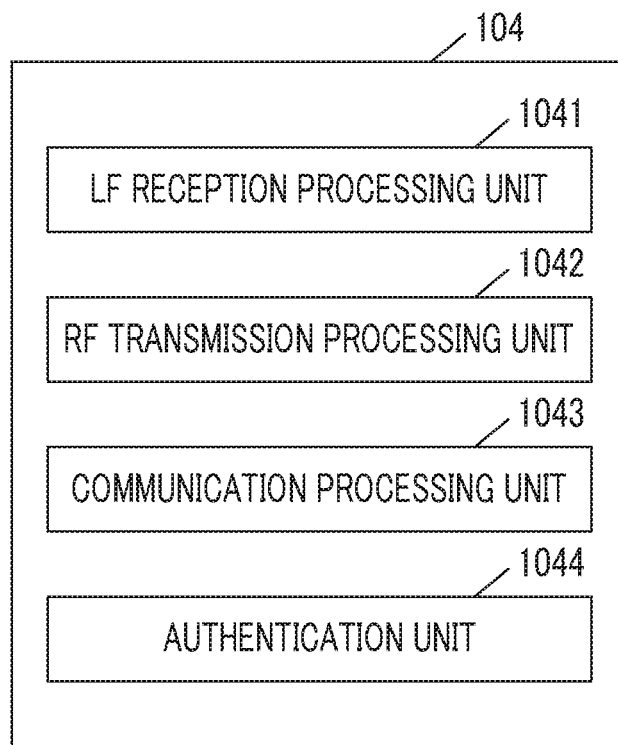 104
1041
LF RECEPTION PROCESSING UNIT
1042
RF TRANSMISSION PROCESSING UNIT
1043
COMMUNICATION PROCESSING UNIT
1044
AUTHENTICATION UNIT